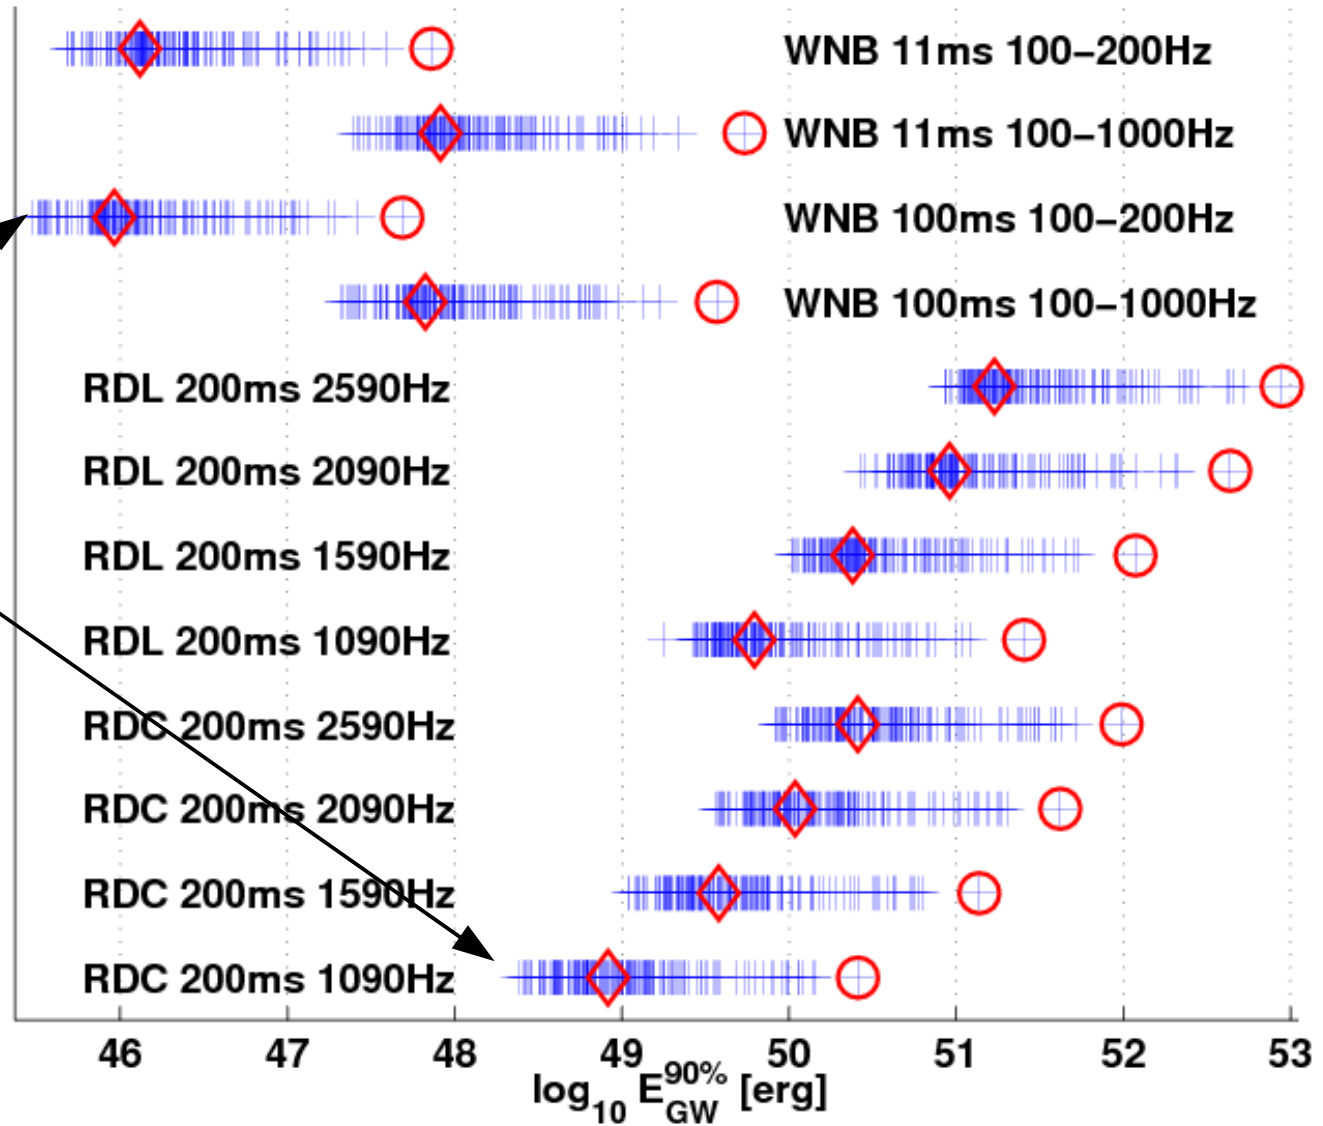 WNB 11ms 100−200Hz
WNB 11ms 100−1000Hz
WNB 100ms 100−200Hz
WNB 100ms 100−1000Hz
RDL 200ms 2590Hz
RDL 200ms 2090Hz
RDL 200ms 1590Hz
RDL 200ms 1090Hz
RDC 200ms 2590Hz
RDC 200ms 2090Hz
RDC 200ms 1590Hz
RDC 200ms 1090Hz
46 47 48 49 50 51 52 53
log₁₀ E_GW^90% [erg]